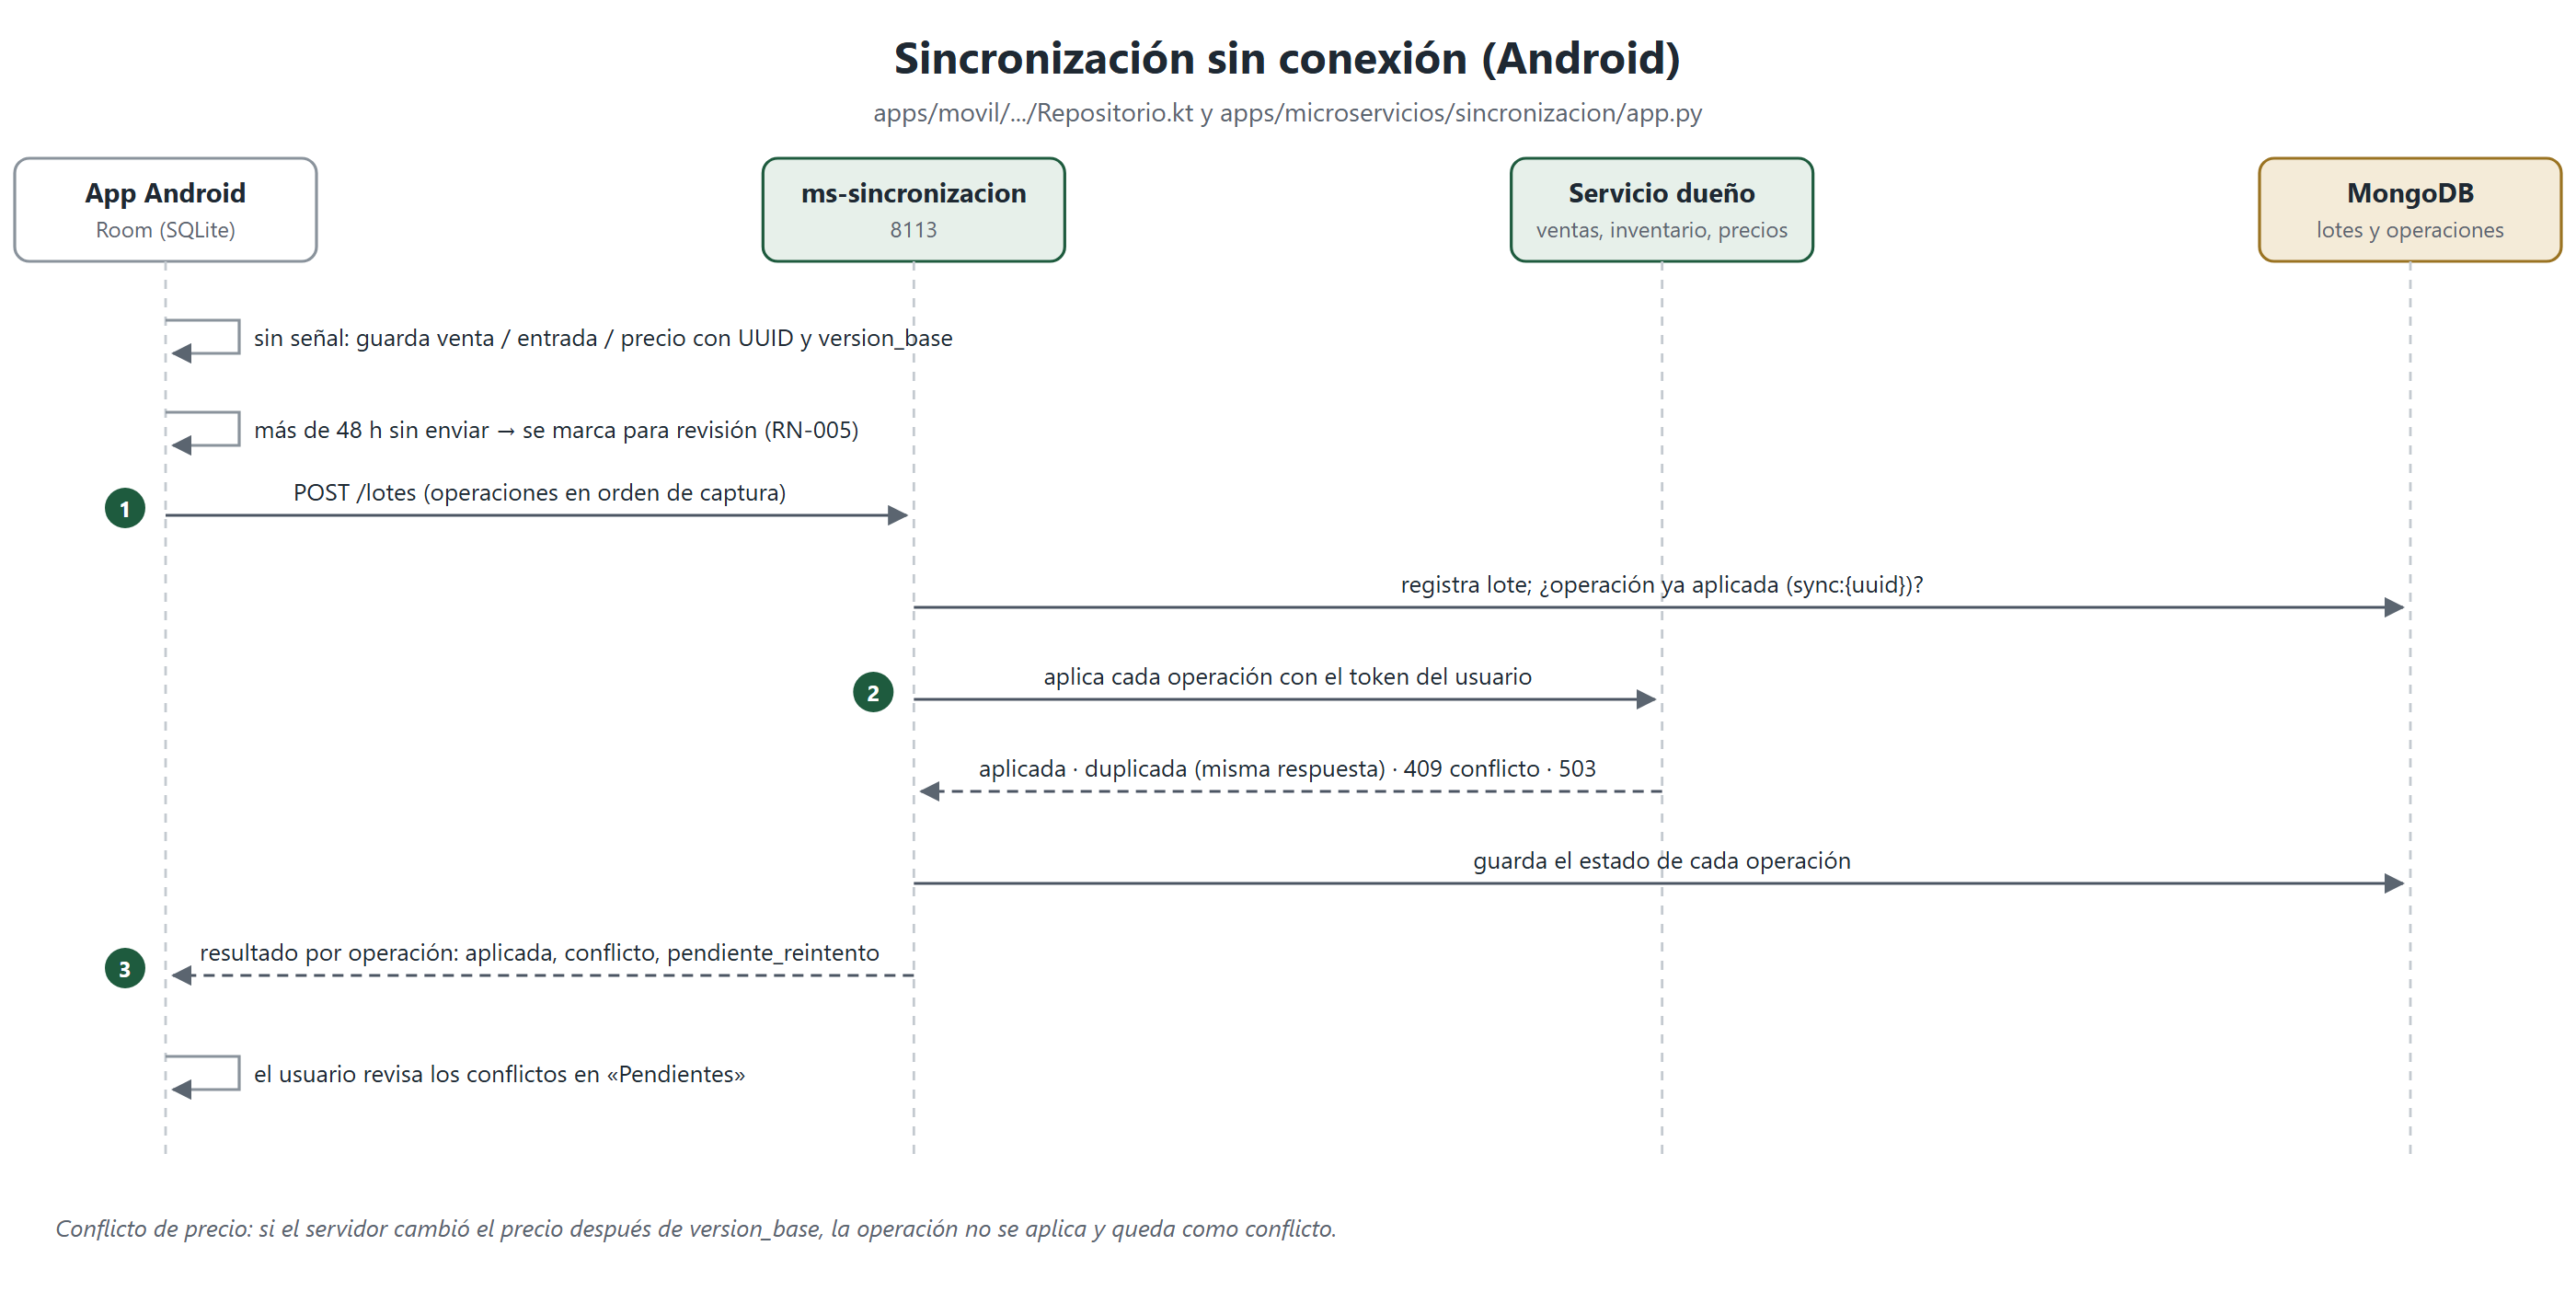 Sincronización sin conexión (Android)
apps/movil/.../Repositorio.kt y apps/microservicios/sincronizacion/app.py
App Android
Room (SQLite)
ms-sincronizacion
8113
Servicio dueño
ventas, inventario, precios
MongoDB
lotes y operaciones
sin señal: guarda venta / entrada / precio con UUID y version_base
más de 48 h sin enviar → se marca para revisión (RN-005)
1
POST /lotes (operaciones en orden de captura)
registra lote; ¿operación ya aplicada (sync:{uuid})?
2
aplica cada operación con el token del usuario
aplicada · duplicada (misma respuesta) · 409 conflicto · 503
guarda el estado de cada operación
3
resultado por operación: aplicada, conflicto, pendiente_reintento
el usuario revisa los conflictos en «Pendientes»
Conflicto de precio: si el servidor cambió el precio después de version_base, la operación no se aplica y queda como conflicto.